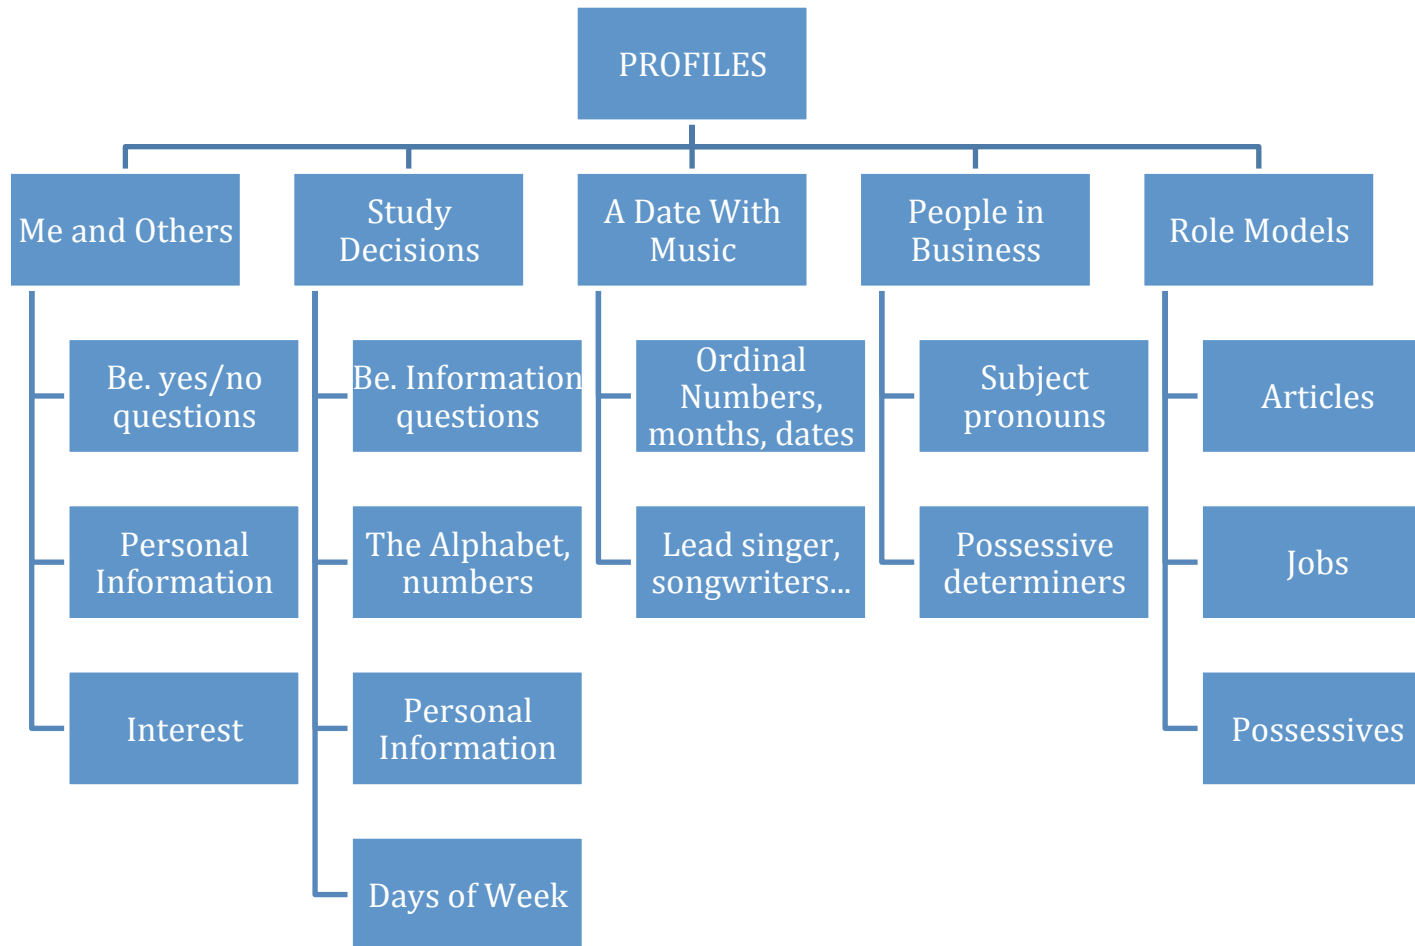 PROFILES
Me and Others
Study
Decisions
A Date With
Music
People in
Business
Role Models
Be. yes/no
questions
Personal
Information
Interest
Be. Information
questions
The Alphabet,
numbers
Personal
Information
Days of Week
Ordinal
Numbers,
months, dates
Lead singer,
songwriters...
Subject
pronouns
Possessive
determiners
Articles
Jobs
Possessives